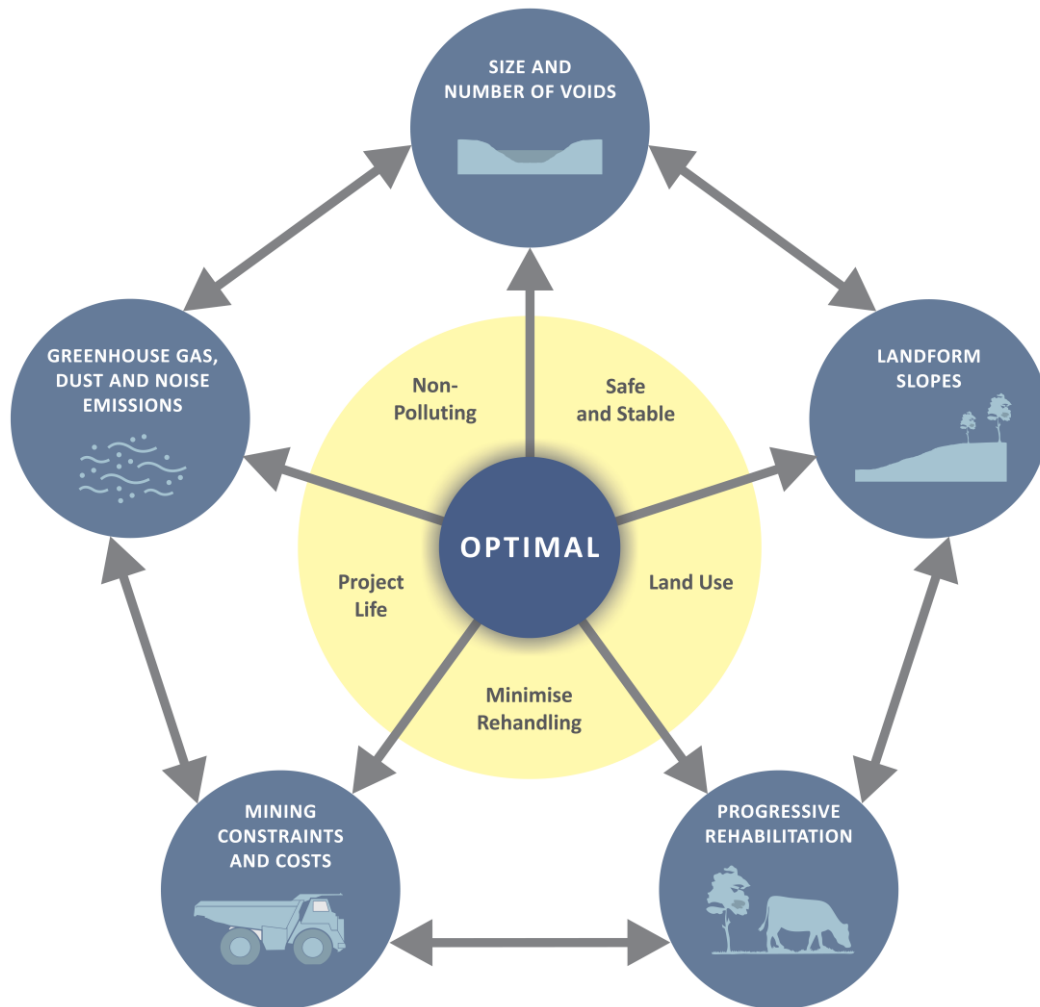 SIZE AND
NUMBER OF VOIDS
GREENHOUSE GAS,
DUST AND NOISE
EMISSIONS
LANDFORM
SLOPES
Non-
Polluting
Safe
and Stable
OPTIMAL
Project
Life
Land Use
Minimise
Rehandling
MINING
CONSTRAINTS
AND COSTS
PROGRESSIVE
REHABILITATION